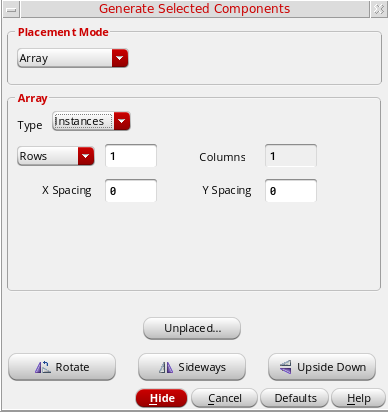 Generate Selected Components
Placement Mode
Array
Array
Type Instances
Rows 1 Columns 1
X Spacing 0 Y Spacing 0
Unplaced...
Rotate Sideways Upside Down
Hide Cancel Defaults Help